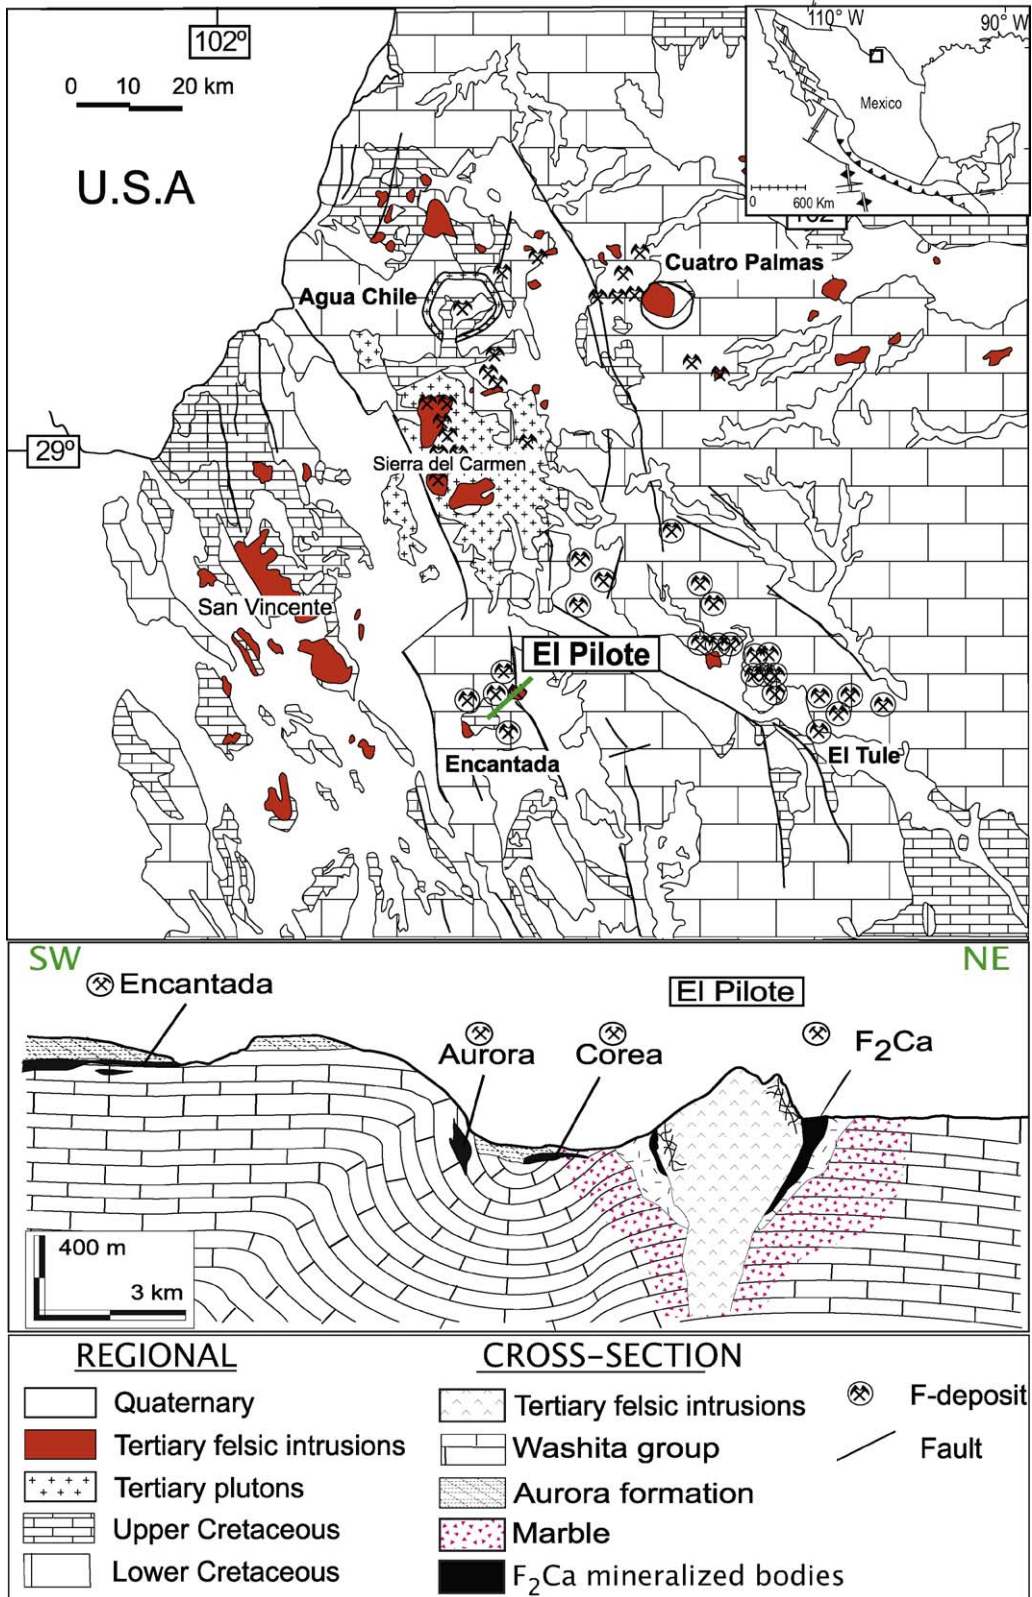 102º
0 10 20 km
U.S.A
110° W
90° W
Mexico
0 600 Km
102
Cuatro Palmas
Agua Chile
29º
Sierra del Carmen
San Vincente
El Pilote
Encantada
El Tule
SW
NE
Encantada
El Pilote
Aurora
Corea
F₂Ca
400 m
3 km
REGIONAL
Quaternary
Tertiary felsic intrusions
Tertiary plutons
Upper Cretaceous
Lower Cretaceous
CROSS-SECTION
Tertiary felsic intrusions
Washita group
Aurora formation
Marble
F₂Ca mineralized bodies
F-deposit
Fault